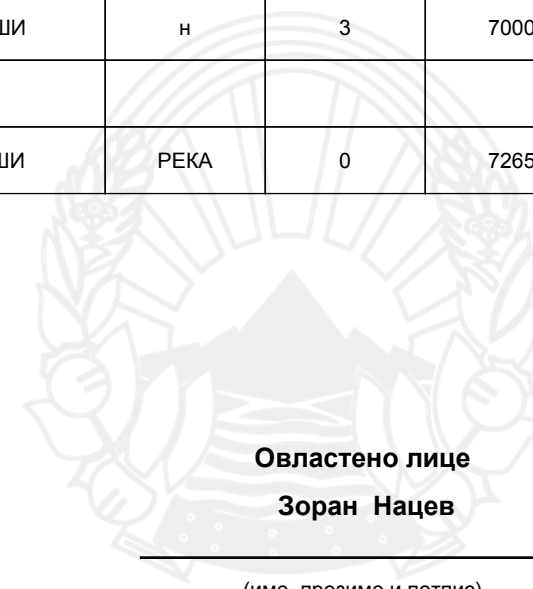 ШИ н 3 7000
ШИ РЕКА 0 7265
Овластено лице
Зоран Нацев
(име, презиме и потпис)